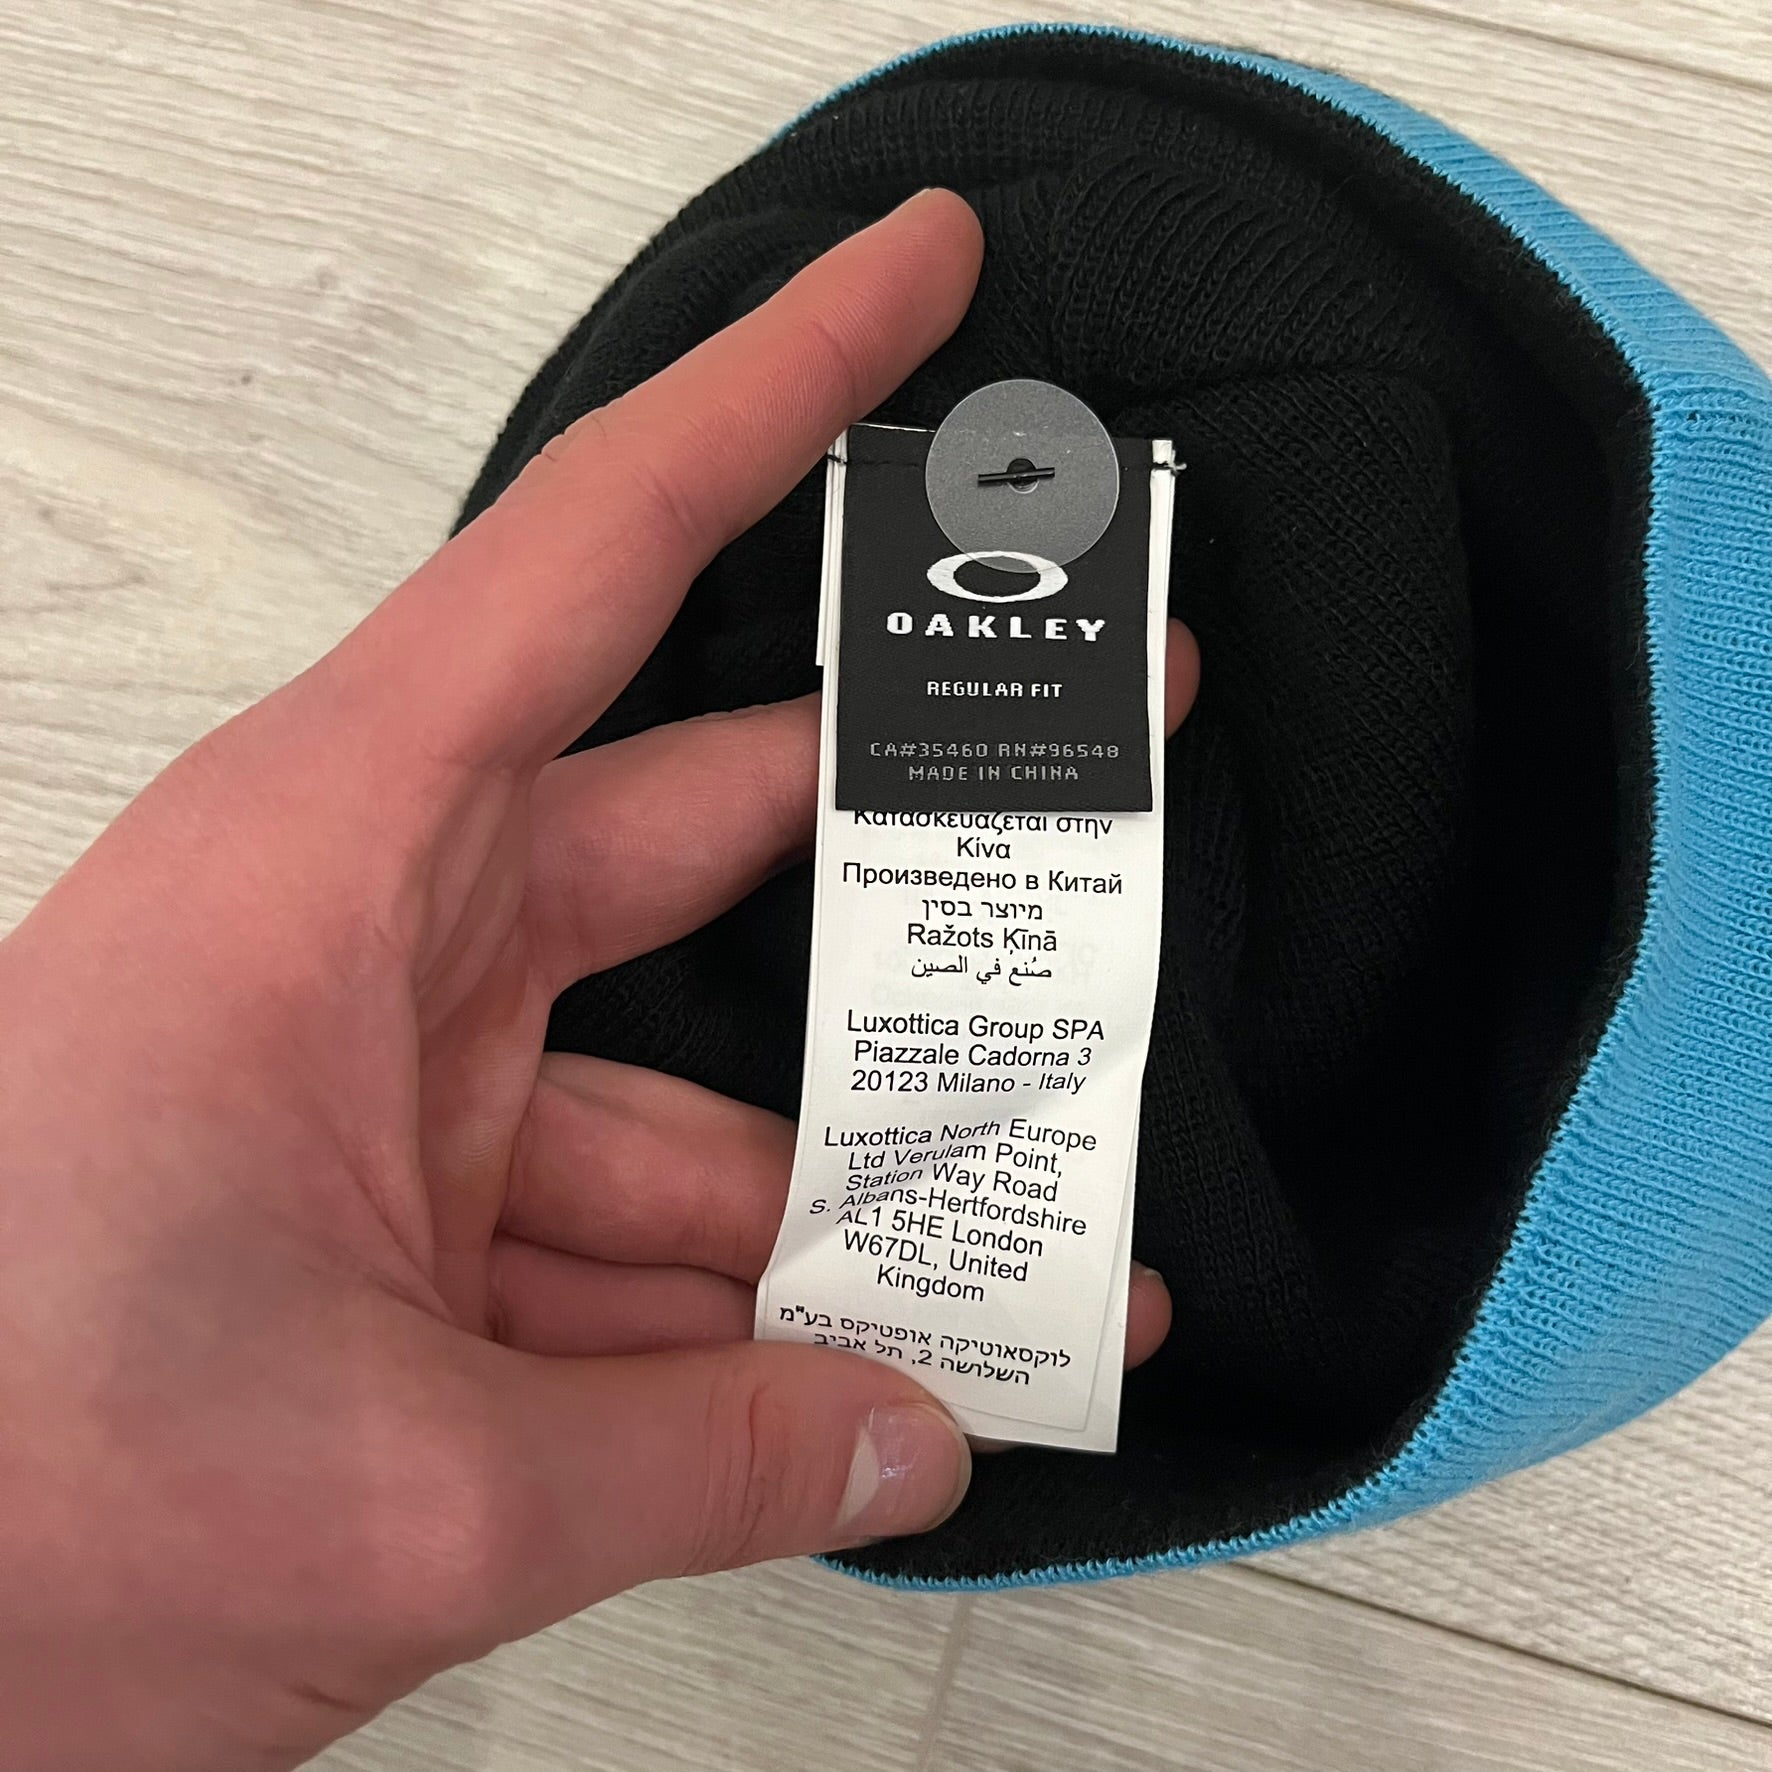 OAKLEY
REGULAR FIT
CA#35460 RN#96548
MADE IN CHINA
Κατασκευάζεται στην
Κίνα
Произведено в Китай
מיוצר בסין
Ražots Ķīnā
صُنع في الصين
Luxottica Group SPA
Piazzale Cadorna 3
20123 Milano - Italy
Luxottica North Europe
Ltd Verulam Point,
Station Way Road
S. Albans-Hertfordshire
AL1 5HE London
W67DL, United
Kingdom
לוקסאוטיקה אופטיקס בע"מ
השלושה 2, תל אביב